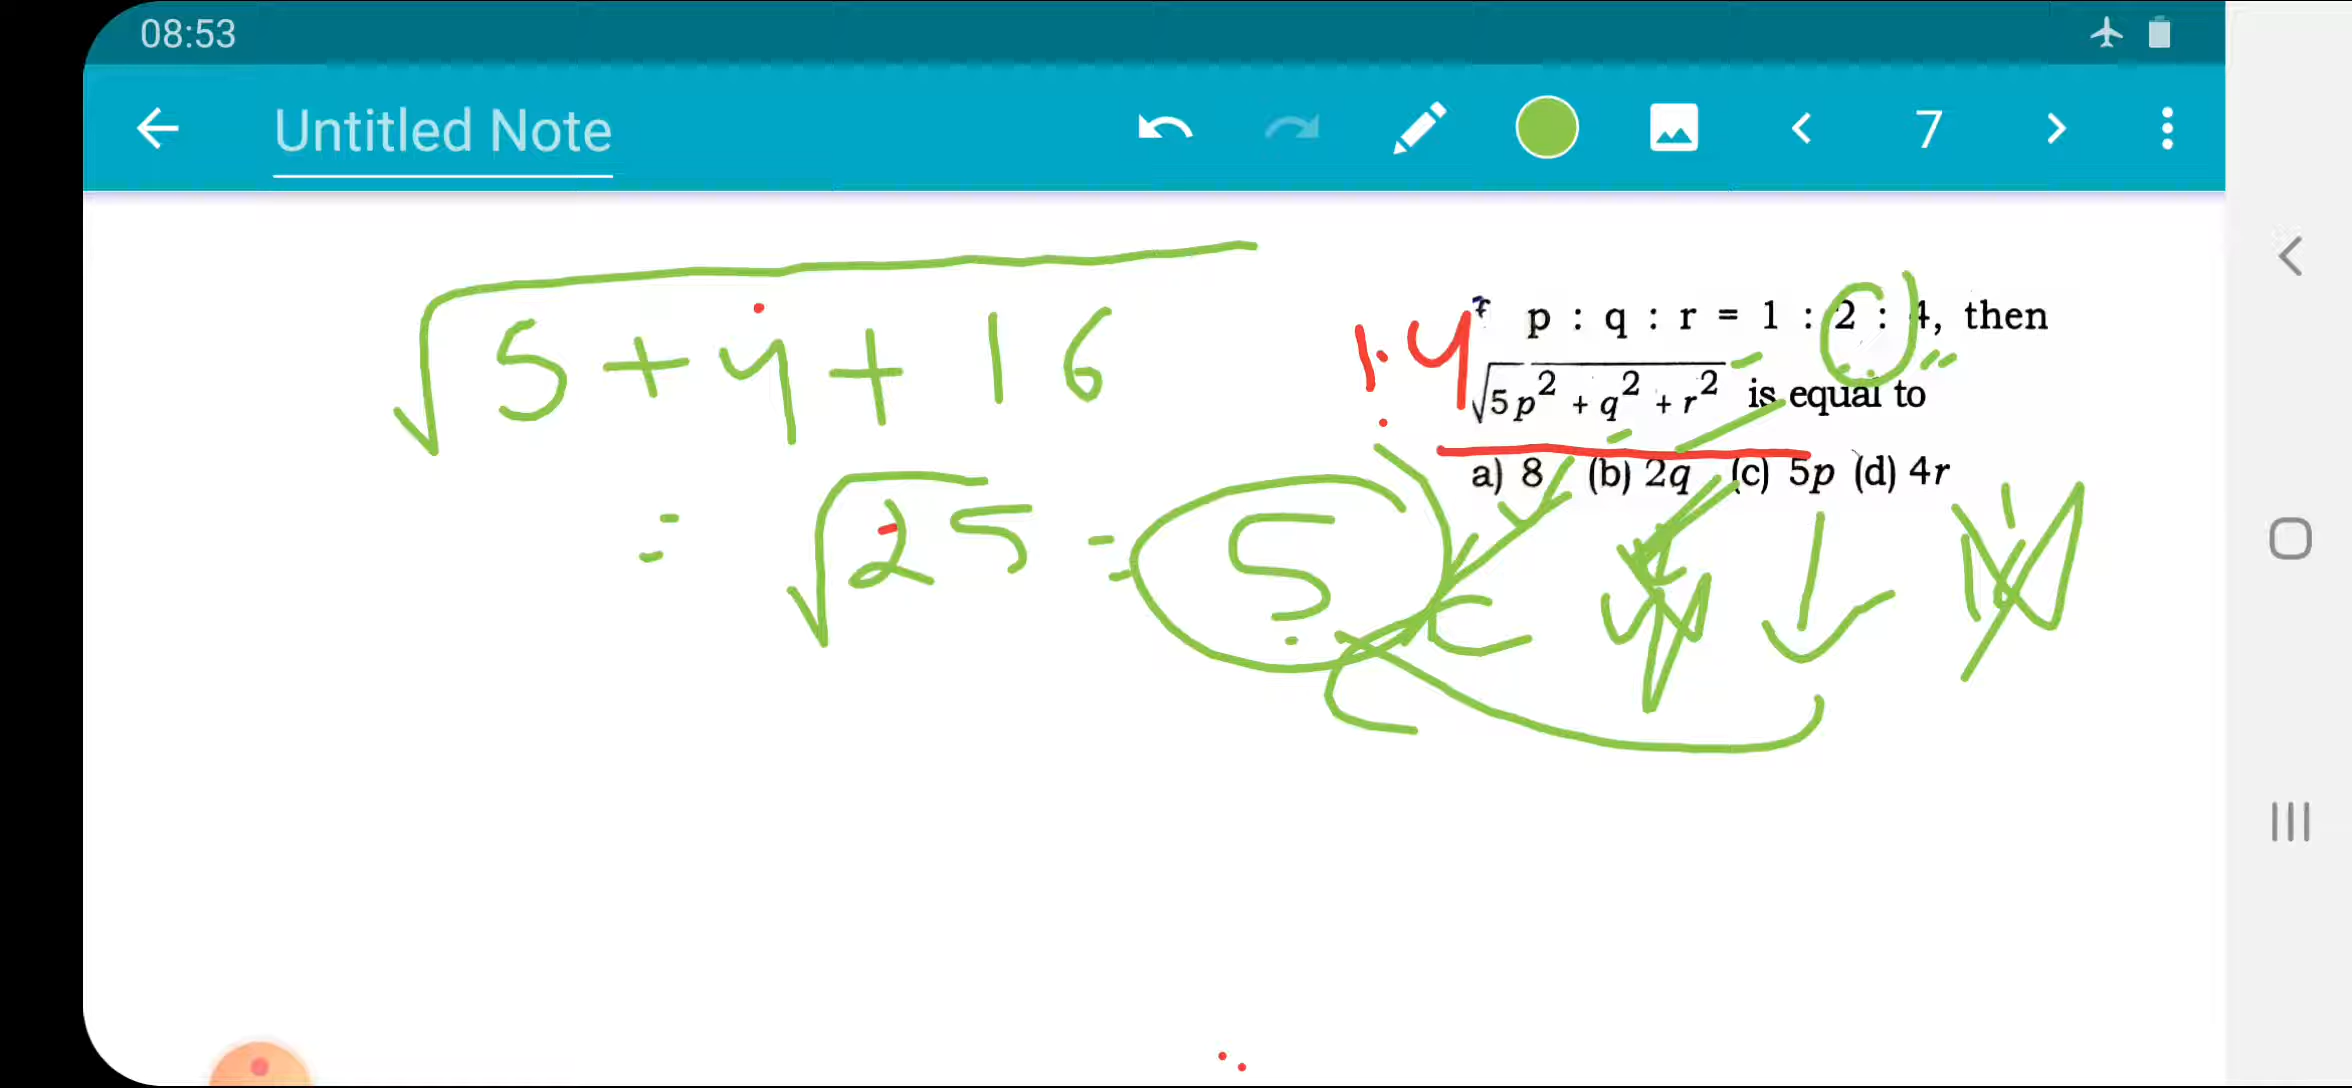 08:53
Untitled Note
7
p : q : r = 1 : 2 : 4, then
√5p² + q² + r² is equal to
a) 8 (b) 2q (c) 5p (d) 4r
1:4
√5+4+16
= √25 = 5